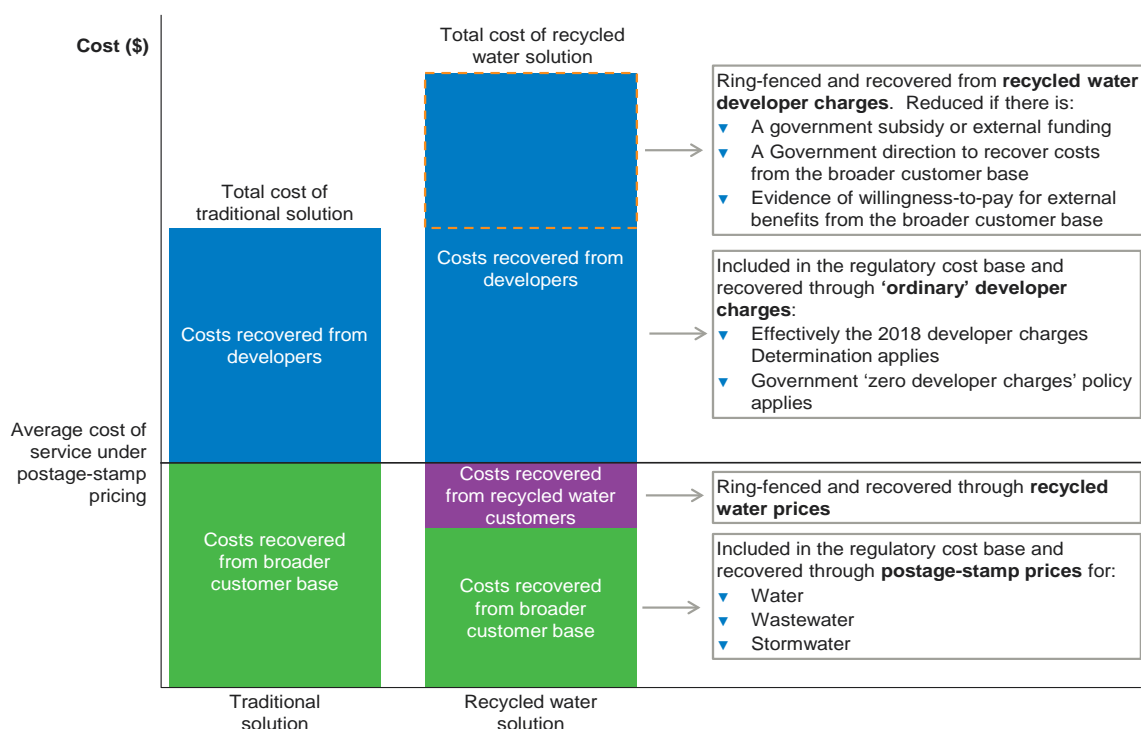 Cost ($)
Total cost of recycled
water solution
Total cost of
traditional solution
Costs recovered from
developers
Costs recovered from
developers
Average cost of
service under
postage-stamp
pricing
Costs recovered
from recycled water
customers
Costs recovered
from broader
customer base
Costs recovered
from broader
customer base
Traditional
solution
Recycled water
solution
Ring-fenced and recovered from recycled water
developer charges.  Reduced if there is:
▼ A government subsidy or external funding
▼ A Government direction to recover costs
from the broader customer base
▼ Evidence of willingness-to-pay for external
benefits from the broader customer base
Included in the regulatory cost base and
recovered through ‘ordinary’ developer
charges:
▼ Effectively the 2018 developer charges
Determination applies
▼ Government ‘zero developer charges’ policy
applies
Ring-fenced and recovered through recycled
water prices
Included in the regulatory cost base and
recovered through postage-stamp prices for:
▼ Water
▼ Wastewater
▼ Stormwater